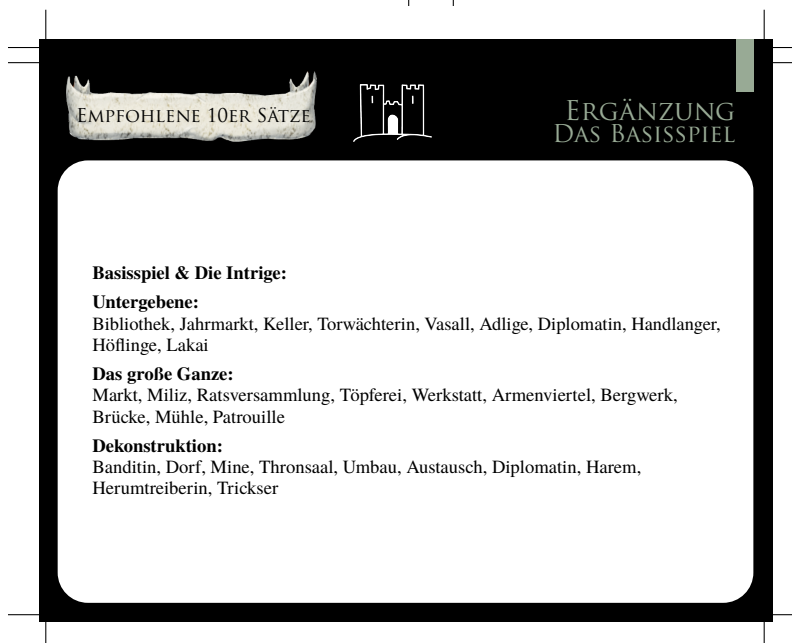 Empfohlene 10er Sätze
Ergänzung
Das Basisspiel
Basisspiel & Die Intrige:
Untergebene:
Bibliothek, Jahrmarkt, Keller, Torwächterin, Vasall, Adlige, Diplomatin, Handlanger,
Höflinge, Lakai
Das große Ganze:
Markt, Miliz, Ratsversammlung, Töpferei, Werkstatt, Armenviertel, Bergwerk,
Brücke, Mühle, Patrouille
Dekonstruktion:
Banditin, Dorf, Mine, Thronsaal, Umbau, Austausch, Diplomatin, Harem,
Herumtreiberin, Trickser